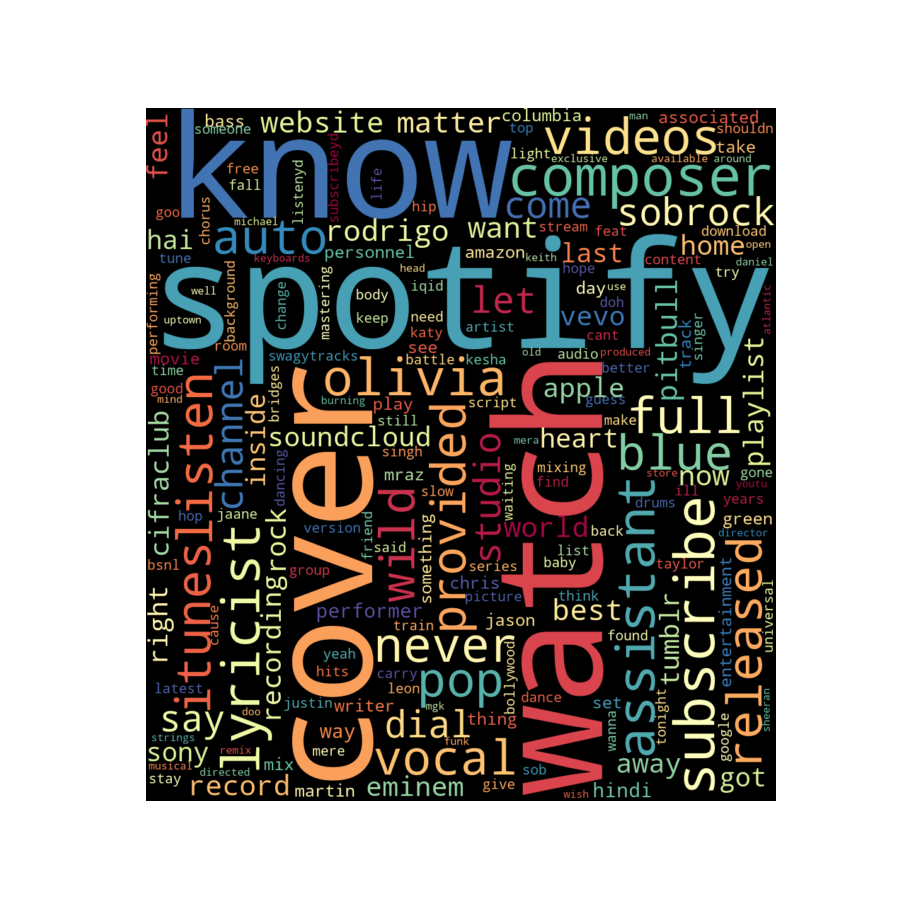 know
spotify
cover
watch
feel
bass
someone
website
matter
columbia
top
man
associated
shouldn
videos
take
light
exclusive
available
around
free
fall
listenyd
subscribeyd
life
composer
goo
chorus
michael
hip
come
sobrock
hai
auto
rodrigo
want
stream
feat
download
tune
keyboards
personnel
amazon
keith
last
home
open
content
daniel
performing
well
background
change
mastering
head
hope
try
body
iqid
let
day
use
pitbull
atlantic
uptown
keep
need
katy
artist
doh
vevo
cant
track
singer
room
movie
see
swagytracks
battle
kesha
old
audio
produced
better
time
good
mind
channel
bridges
olivia
apple
guess
playlist
burning
play
script
make
full
ituneslisten
inside
still
soundcloud
provided
studio
mera
heart
blue
cifraclub
singh
dancing
mraz
waiting
mixing
find
store
now
gone
youtu
slow
wild
ill
years
hop
jaane
lyricist
recording
rock
version
friend
said
something
world
back
drums
green
director
assistant
subscribe
released
bsnl
group
series
list
baby
taylor
chris
picture
think
entertainment
universal
right
cause
performer
train
jason
best
tumblr
yeah
never
found
hits
carry
bollywood
latest
leon
pop
dance
set
tonight
google
sheeran
justin
writer
mgk
say
doo
way
dial
thing
wanna
strings
sony
remix
mere
funk
musical
directed
mix
vocal
sob
away
stay
record
martin
eminem
give
wish
hindi
got